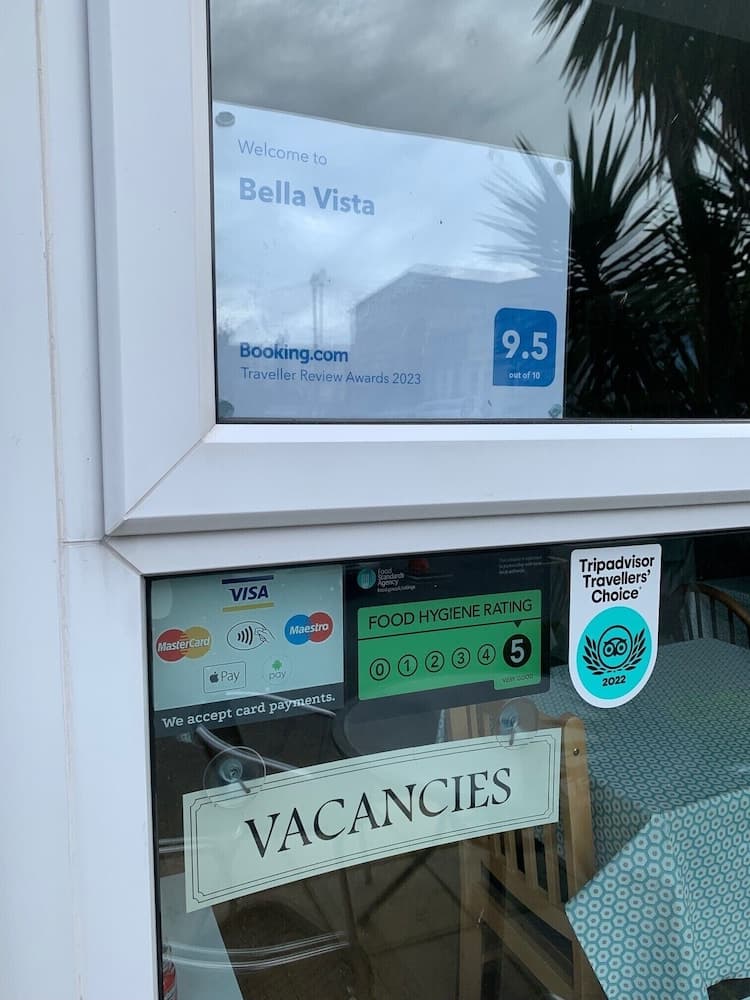 Welcome to
Bella Vista
Booking.com
Traveller Review Awards 2023
9.5
out of 10
VISA
MasterCard
Maestro
Pay
pay
We accept card payments.
Food
Standards
Agency
FOOD HYGIENE RATING
0 1 2 3 4 5
VERY GOOD
Tripadvisor
Travellers'
Choice
2022
VACANCIES